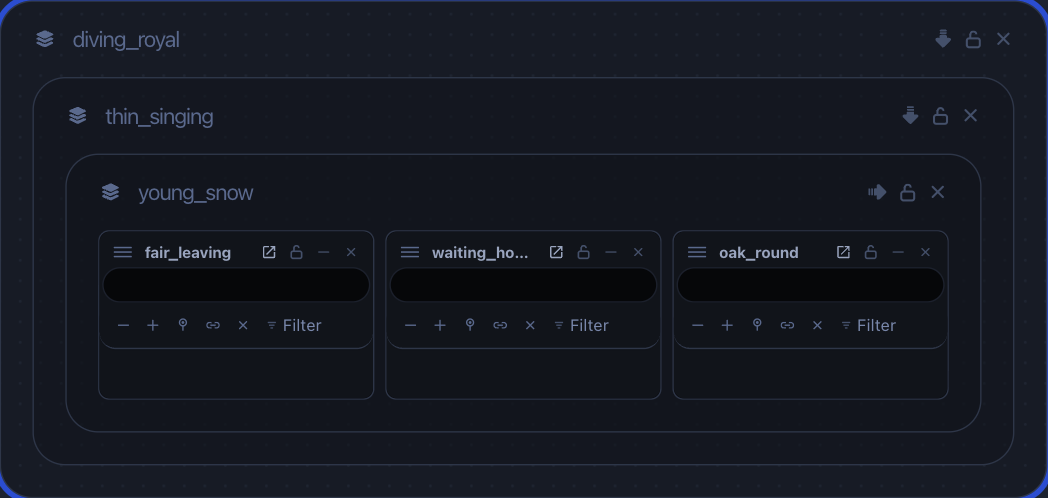 diving_royal
thin_singing
young_snow
fair_leaving waiting_ho... oak_round
Filter Filter Filter